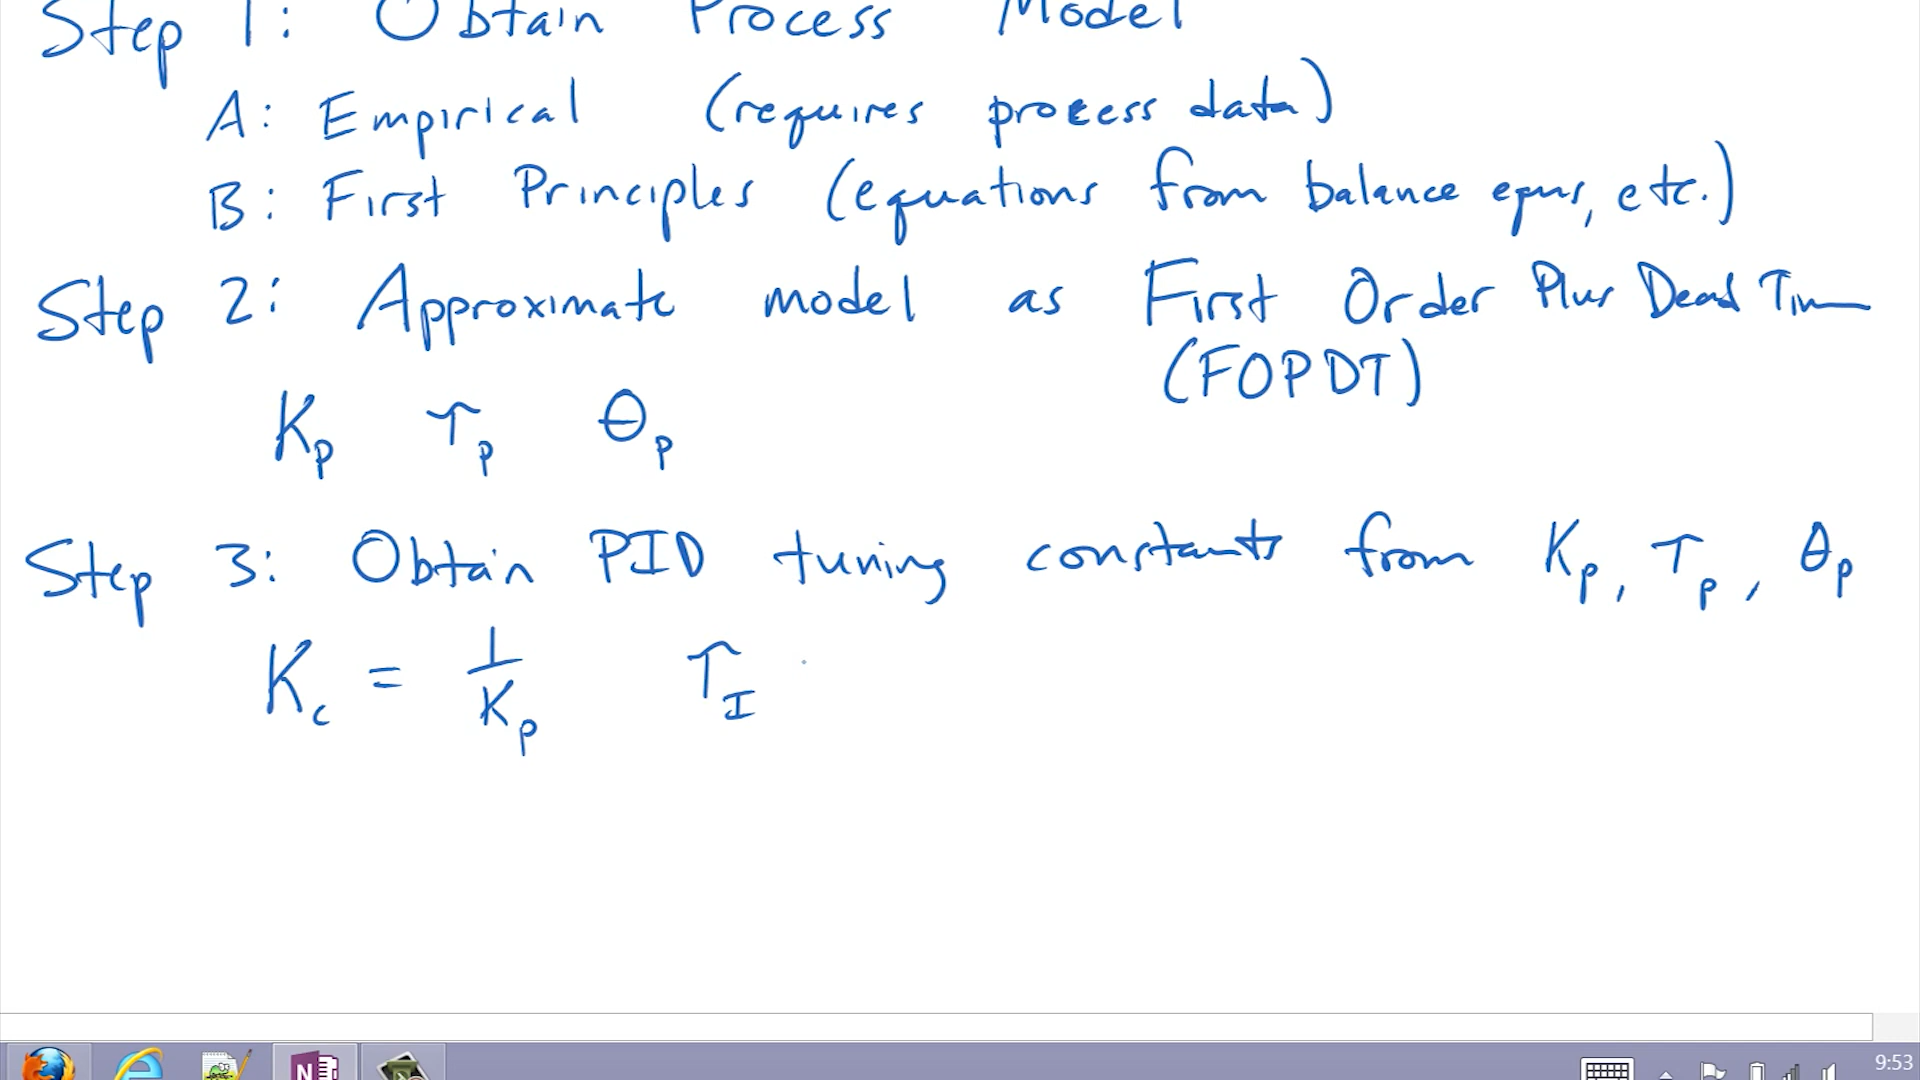 Step 1: Obtain Process Model
A: Empirical (requires process data)
B: First Principles (equations from balance eqns, etc.)
Step 2: Approximate model as First Order Plus Dead Time
(FOPDT)
Kp τp θp
Step 3: Obtain PID tuning constants from Kp, τp, θp
Kc = 1/Kp τI
N
9:53